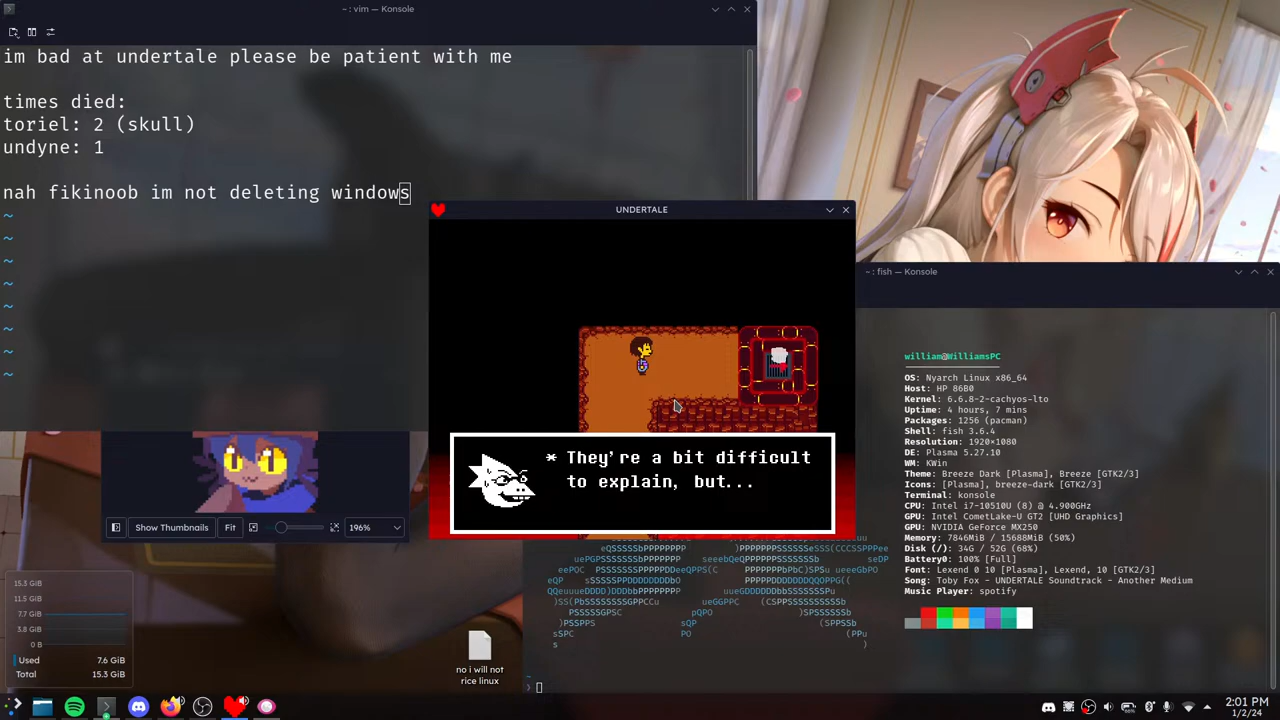 ~ : vim — Konsole
im bad at undertale please be patient with me
times died:
toriel: 2 (skull)
undyne: 1
nah fikinoob im not deleting windows
~
~
~
~
~
~
~
~
UNDERTALE
* They're a bit difficult
to explain, but...
~ : fish — Konsole
william@WilliamsPC
OS: Nyarch Linux x86_64
Host: HP 86B0
Kernel: 6.6.8-2-cachyos-lto
Uptime: 4 hours, 7 mins
Packages: 1256 (pacman)
Shell: fish 3.6.4
Resolution: 1920×1080
DE: Plasma 5.27.10
WM: KWin
Theme: Breeze Dark [Plasma], Breeze [GTK2/3]
Icons: [Plasma], breeze-dark [GTK2/3]
Terminal: konsole
CPU: Intel i7-10510U (8) @ 4.900GHz
GPU: Intel CometLake-U GT2 [UHD Graphics]
GPU: NVIDIA GeForce MX250
Memory: 7846MiB / 15688MiB (50%)
Disk (/): 34G / 52G (68%)
Battery0: 100% [Full]
Font: Lexend 0 10 [Plasma], Lexend, 10 [GTK2/3]
Song: Toby Fox - UNDERTALE Soundtrack - Another Medium
Music Player: spotify
Show Thumbnails
Fit
196%
15.3 GiB
11.5 GiB
7.7 GiB
3.8 GiB
0 B
Used 7.6 GiB
Total 15.3 GiB
no i will not
rice linux
2:01 PM
1/2/24